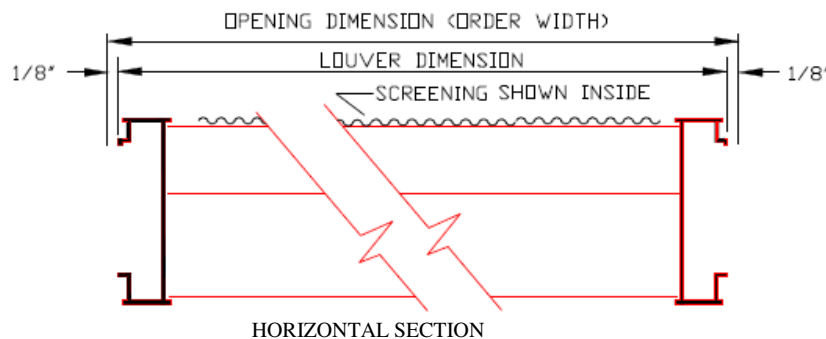 OPENING DIMENSION (ORDER WIDTH)
1/8" LOUVER DIMENSION 1/8"
SCREENING SHOWN INSIDE
HORIZONTAL SECTION